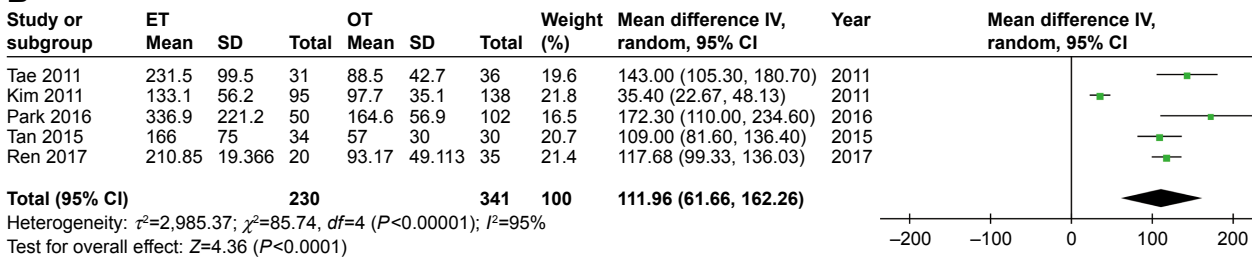 Study or ET OT Weight Mean difference IV, Year Mean difference IV,
subgroup Mean SD Total Mean SD Total (%) random, 95% CI random, 95% CI
Tae 2011 231.5 99.5 31 88.5 42.7 36 19.6 143.00 (105.30, 180.70) 2011
Kim 2011 133.1 56.2 95 97.7 35.1 138 21.8 35.40 (22.67, 48.13) 2011
Park 2016 336.9 221.2 50 164.6 56.9 102 16.5 172.30 (110.00, 234.60) 2016
Tan 2015 166 75 34 57 30 30 20.7 109.00 (81.60, 136.40) 2015
Ren 2017 210.85 19.366 20 93.17 49.113 35 21.4 117.68 (99.33, 136.03) 2017
Total (95% CI) 230 341 100 111.96 (61.66, 162.26)
Heterogeneity: τ²=2,985.37; χ²=85.74, df=4 (P<0.00001); I²=95%
Test for overall effect: Z=4.36 (P<0.0001)
−200 −100 0 100 200